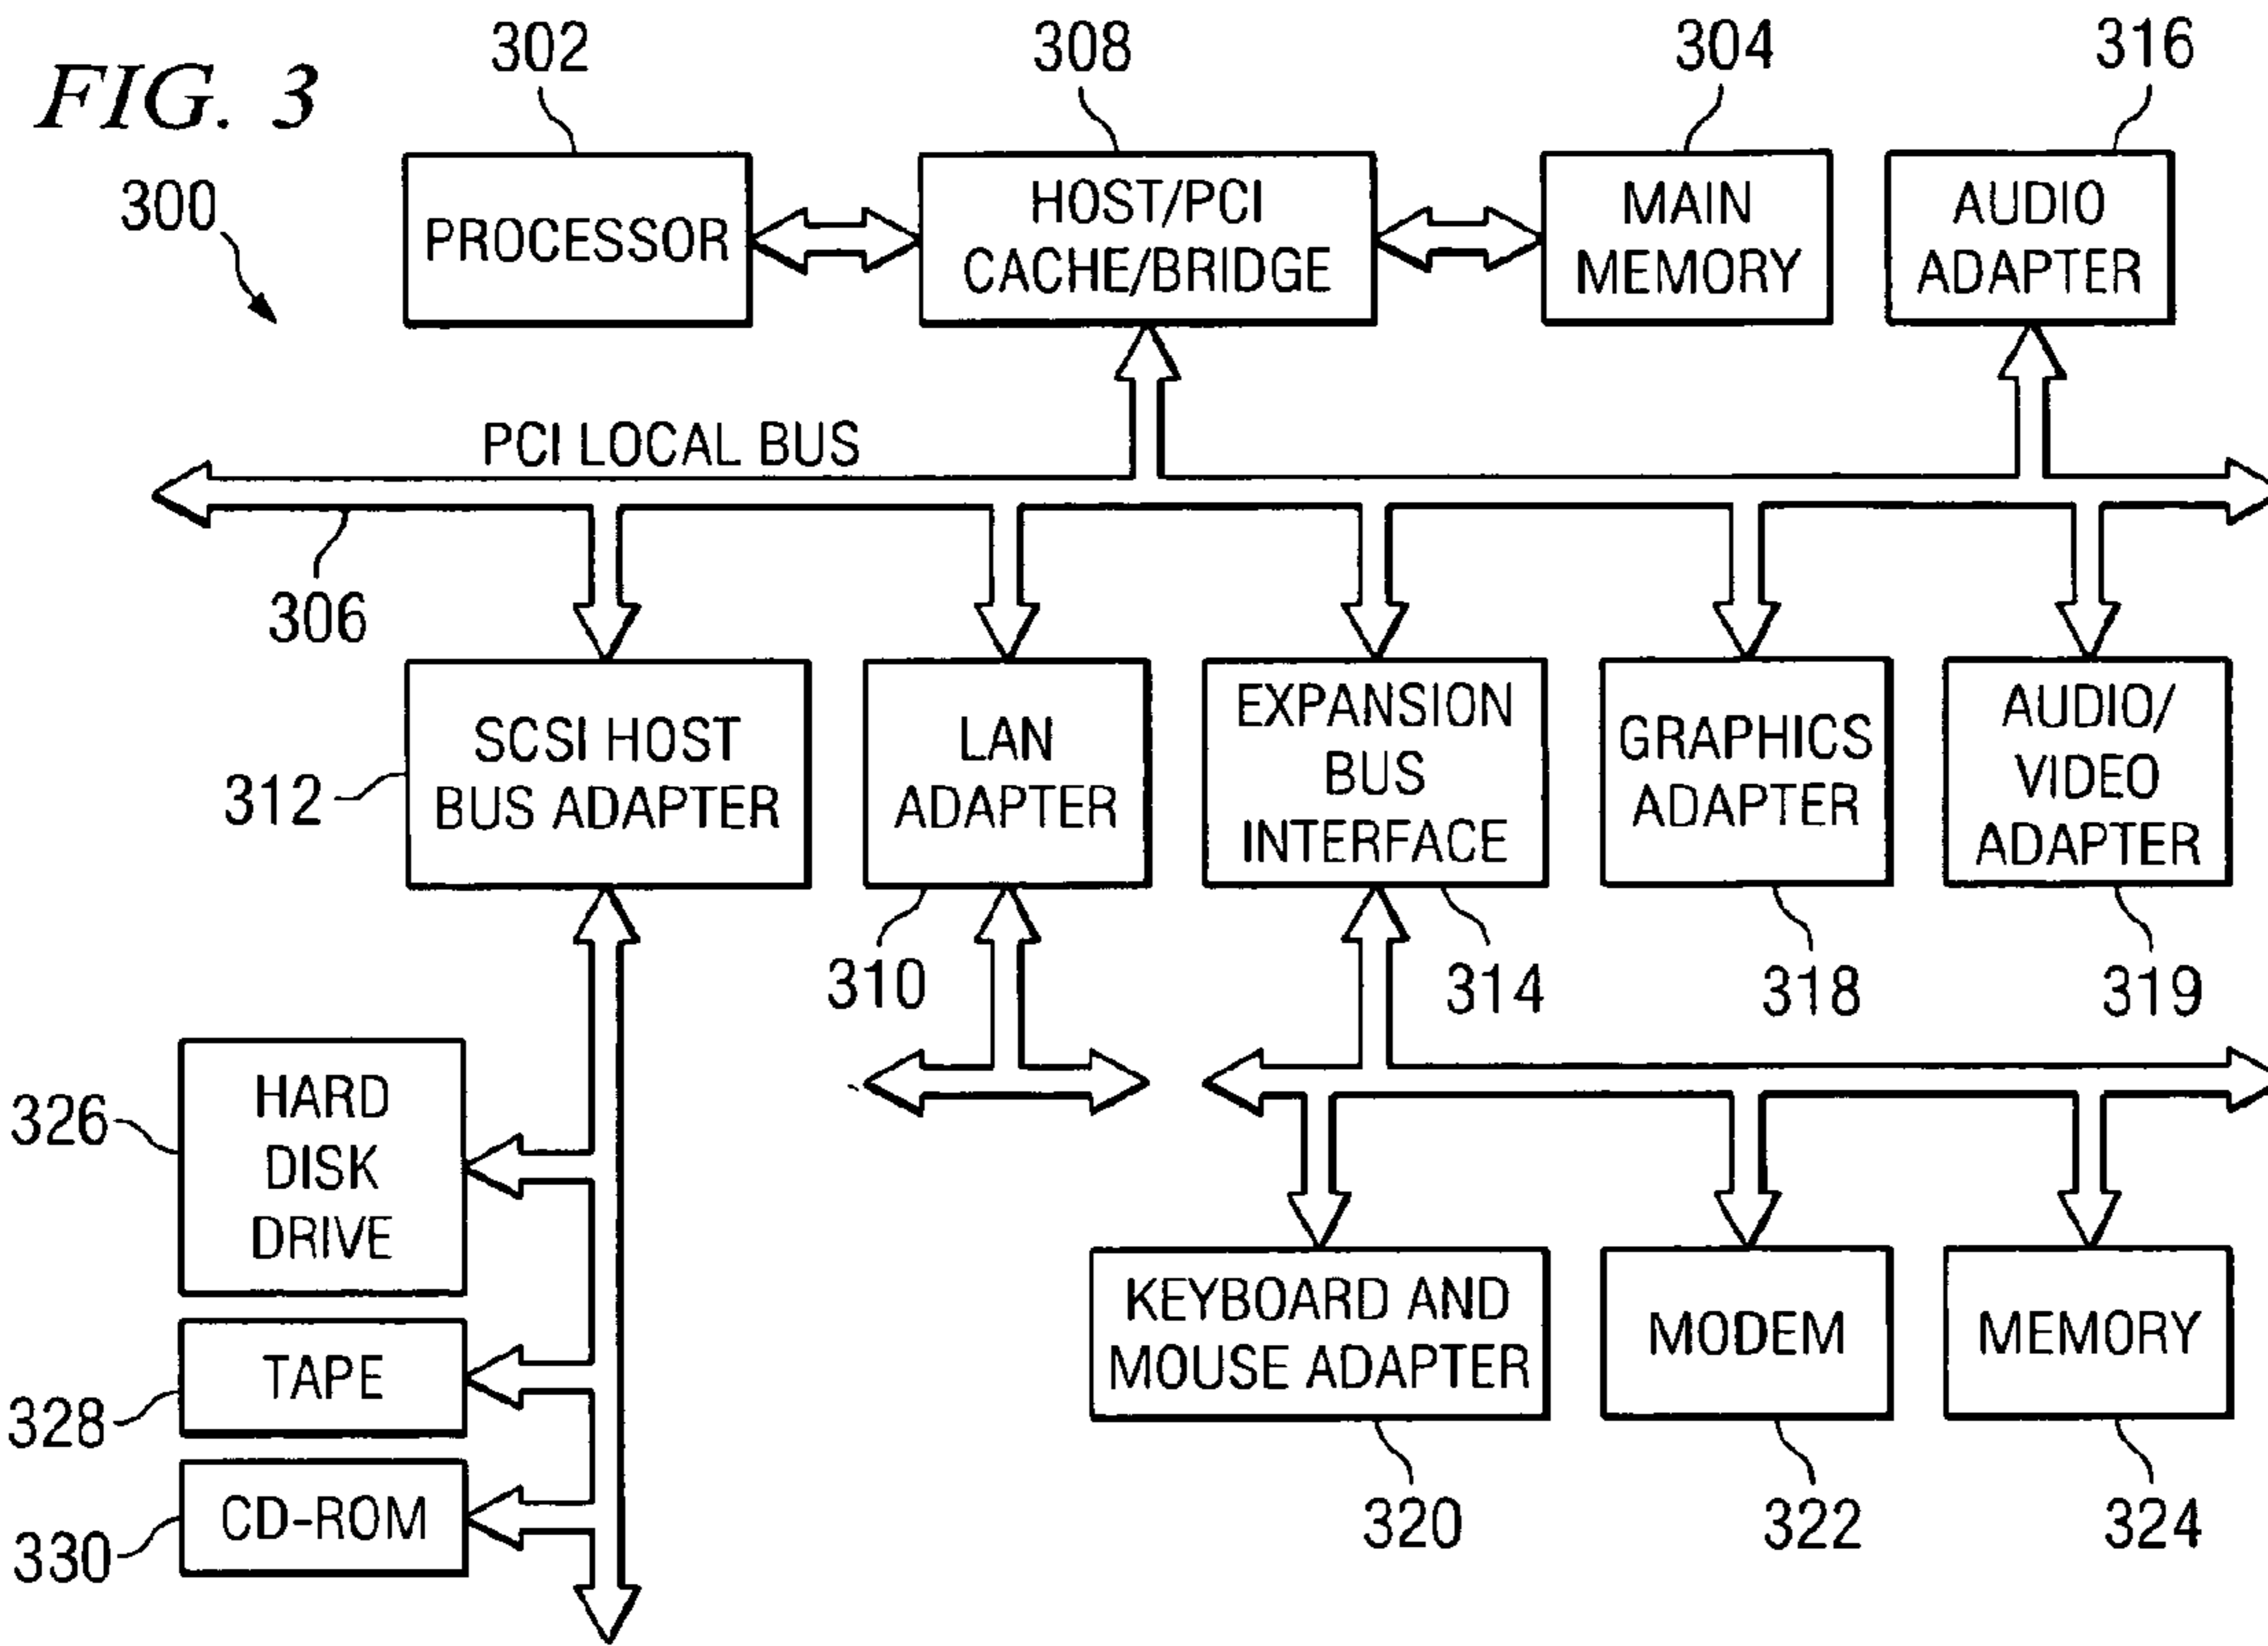 FIG. 3
300
302
308
304
316
PROCESSOR
HOST/PCI
CACHE/BRIDGE
MAIN
MEMORY
AUDIO
ADAPTER
PCI LOCAL BUS
306
312
SCSI HOST
BUS ADAPTER
LAN
ADAPTER
EXPANSION
BUS
INTERFACE
GRAPHICS
ADAPTER
AUDIO/
VIDEO
ADAPTER
310
314
318
319
326
HARD
DISK
DRIVE
328
TAPE
330
CD-ROM
KEYBOARD AND
MOUSE ADAPTER
MODEM
MEMORY
320
322
324